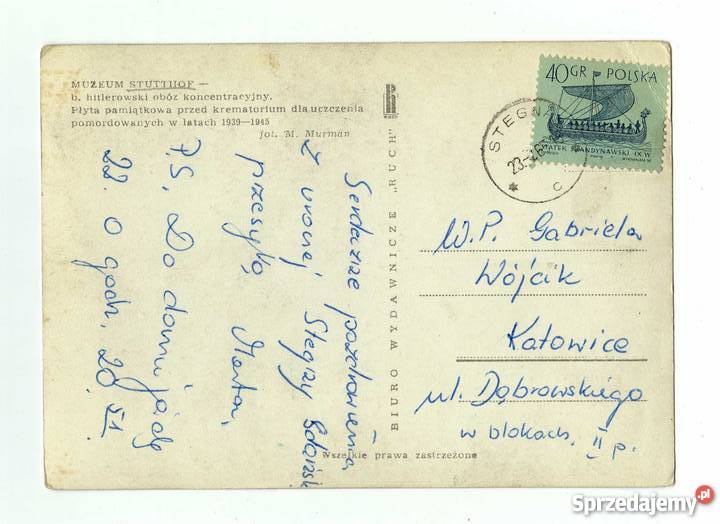 MUZEUM STUTTHOF —
b. hitlerowski obóz koncentracyjny.
Płyta pamiątkowa przed krematorium dla uczczenia
pomordowanych w latach 1939—1945
fot. M. Murman
Serdeczne pozdrowienia
z uroczej Stegny Gdańsk
przesyła
P.S. Do domu jadę
22. o godz. 20.51.
BIURO WYDAWNICZE "RUCH"
RUCH
40 GR POLSKA
STATEK SKANDYNAWSKI IX W
STEGNA
C
W.P. Gabriela
Wójcik
Katowice
ul. Dąbrowskiego
w blokach, II p.
Wszelkie prawa zastrzeżone
Sprzedajemy.pl